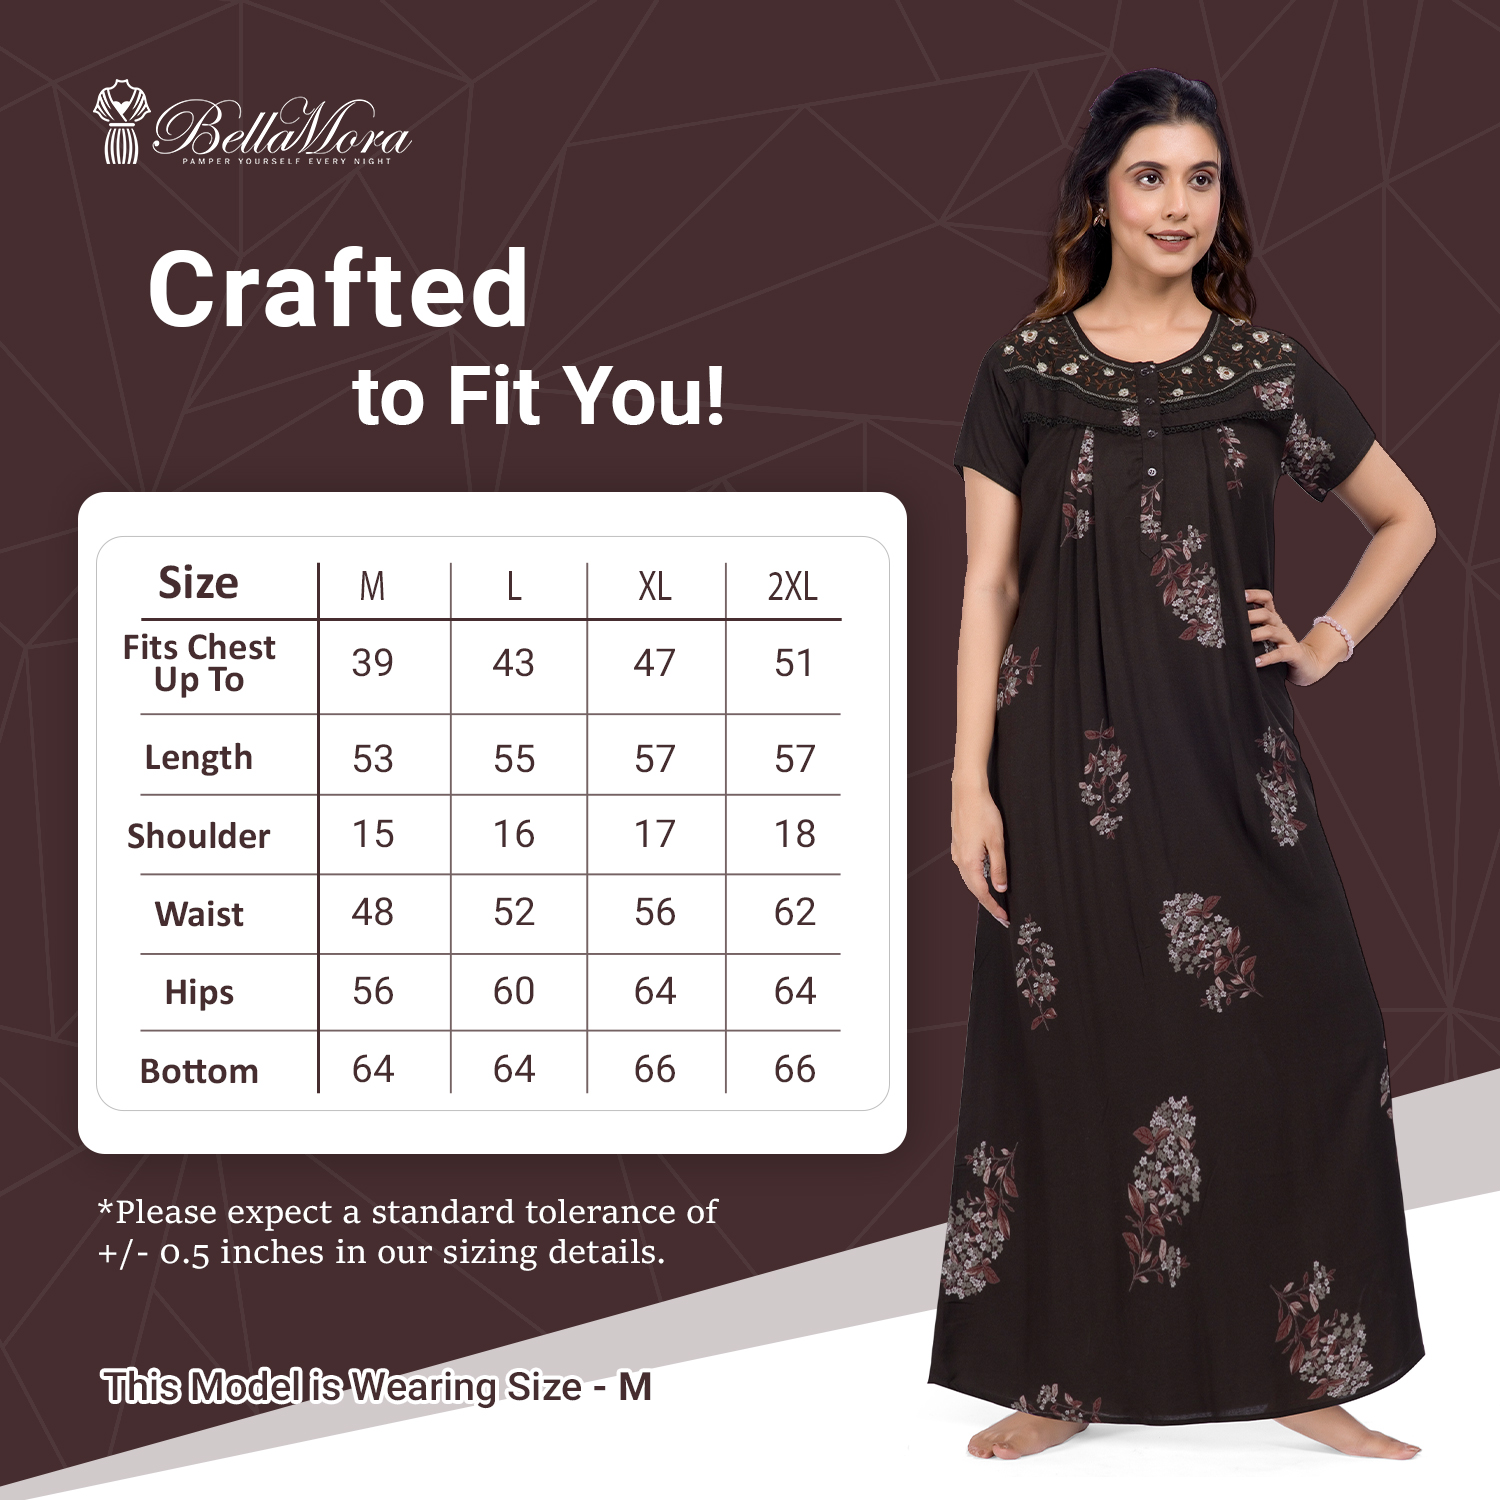 BellaMora
PAMPER YOURSELF EVERY NIGHT
Crafted
to Fit You!
Size M L XL 2XL
Fits Chest
Up To 39 43 47 51
Length 53 55 57 57
Shoulder 15 16 17 18
Waist 48 52 56 62
Hips 56 60 64 64
Bottom 64 64 66 66
*Please expect a standard tolerance of
+/- 0.5 inches in our sizing details.
This Model is Wearing Size - M